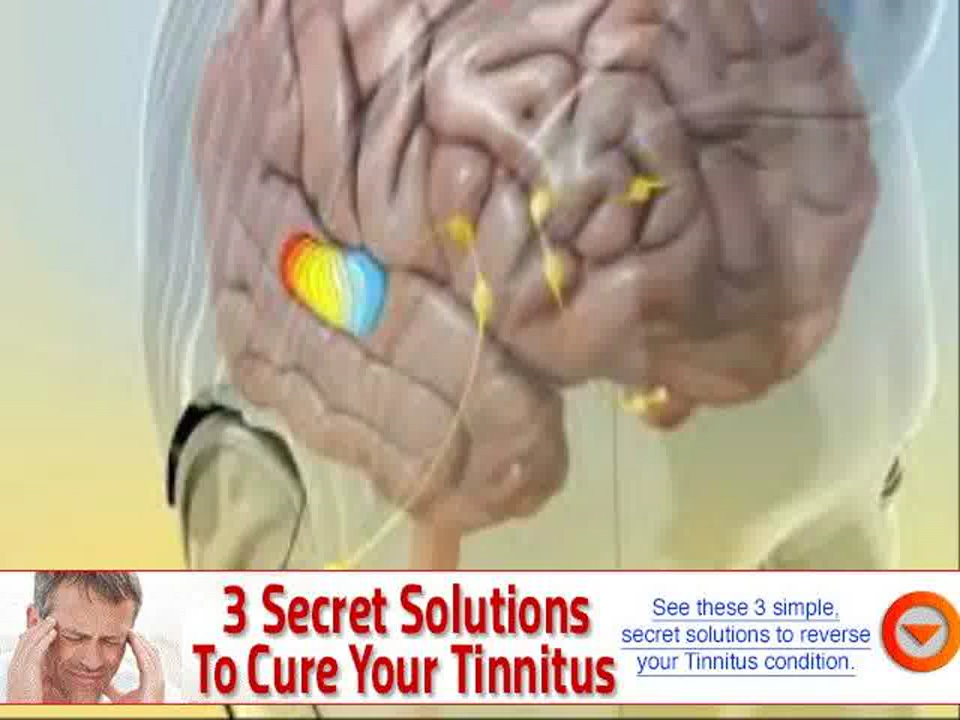 3 Secret Solutions
To Cure Your Tinnitus
See these 3 simple,
secret solutions to reverse
your Tinnitus condition.